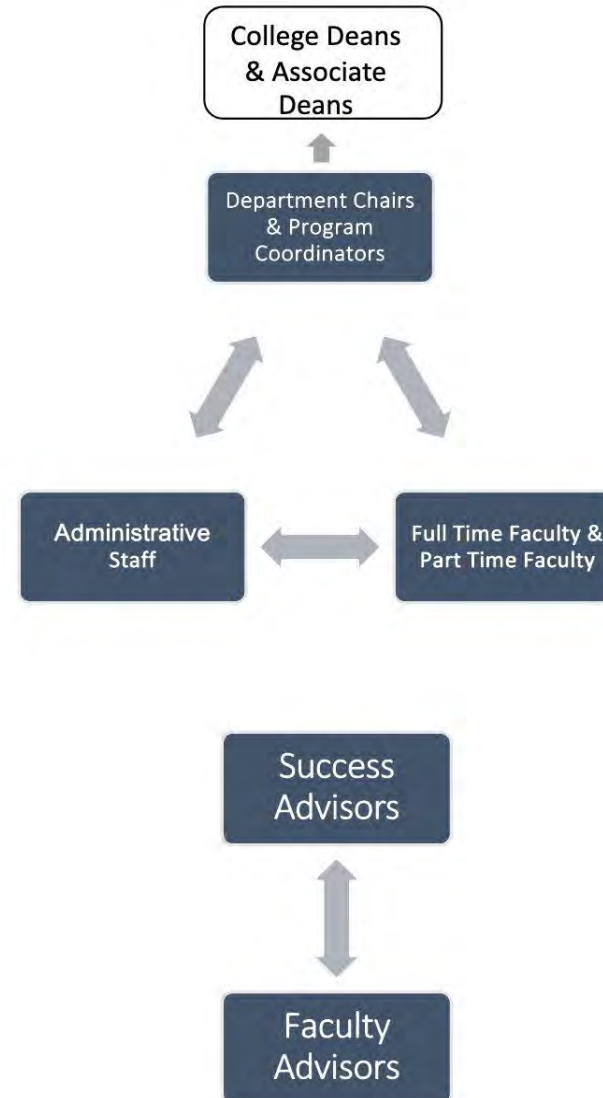 College Deans
& Associate
Deans
Department Chairs
& Program
Coordinators
Administrative
Staff
Full Time Faculty &
Part Time Faculty
Success
Advisors
Faculty
Advisors